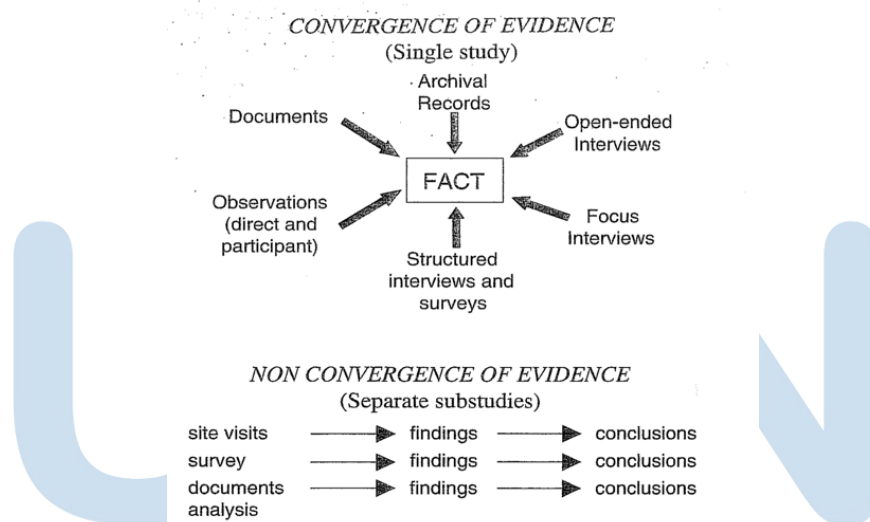 CONVERGENCE OF EVIDENCE
(Single study)
Archival
Records
Documents
Open-ended
Interviews
FACT
Observations
(direct and
participant)
Focus
Interviews
Structured
interviews and
surveys
NON CONVERGENCE OF EVIDENCE
(Separate substudies)
site visits findings conclusions
survey findings conclusions
documents findings conclusions
analysis